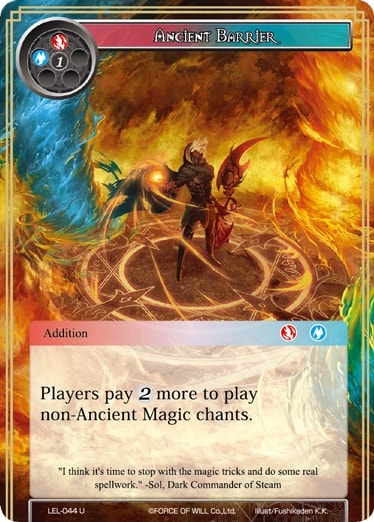 Ancient Barrier
1
Addition
Players pay 2 more to play
non-Ancient Magic chants.
"I think it's time to stop with the magic tricks and do some real
spellwork." -Sol, Dark Commander of Steam
LEL-044 U ©FORCE OF WILL Co.,Ltd. Illust/Fushikaden K.K.